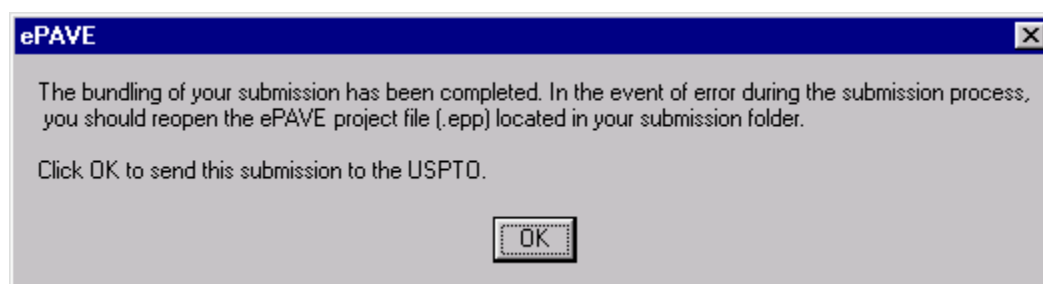 ePAVE
The bundling of your submission has been completed. In the event of error during the submission process,
you should reopen the ePAVE project file (.epp) located in your submission folder.
Click OK to send this submission to the USPTO.
OK